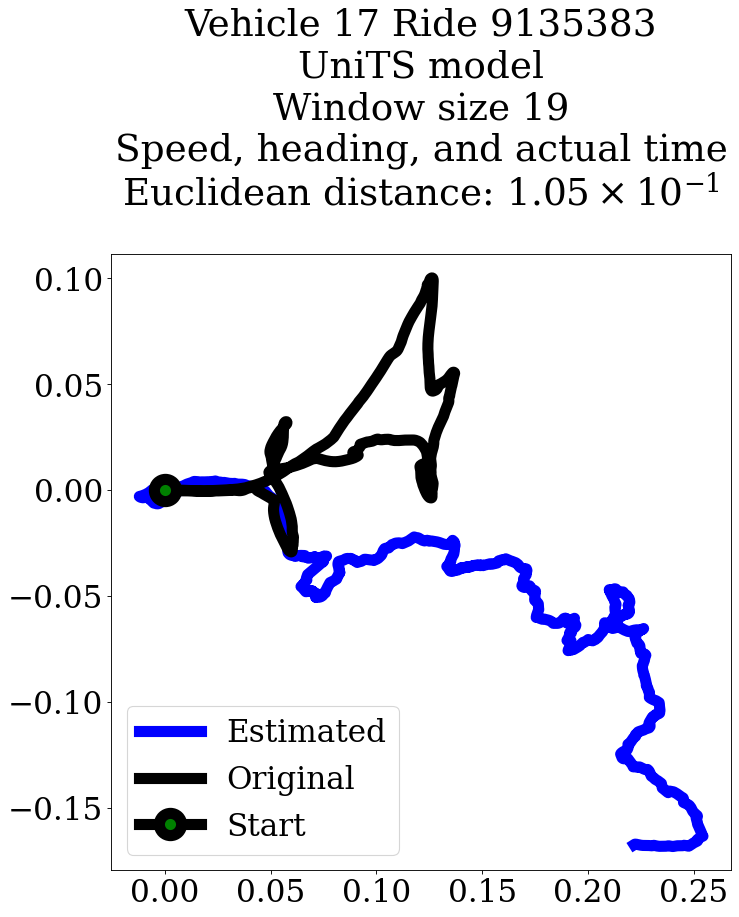 Vehicle 17 Ride 9135383
UniTS model
Window size 19
Speed, heading, and actual time
Euclidean distance: 1.05 × 10⁻¹
0.10
0.05
0.00
−0.05
−0.10
−0.15
Estimated
Original
Start
0.00 0.05 0.10 0.15 0.20 0.25